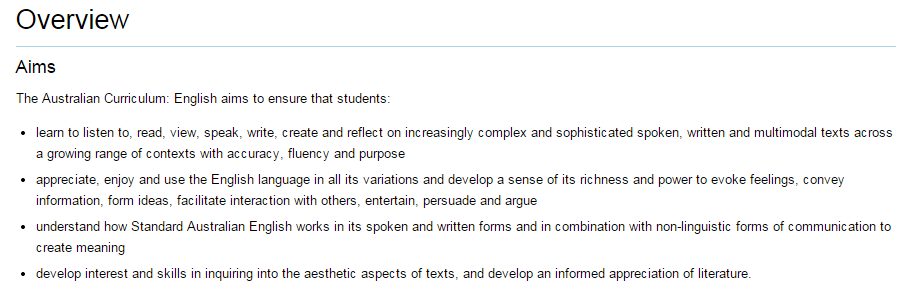 Overview
Aims
The Australian Curriculum: English aims to ensure that students:
• learn to listen to, read, view, speak, write, create and reflect on increasingly complex and sophisticated spoken, written and multimodal texts across
a growing range of contexts with accuracy, fluency and purpose
• appreciate, enjoy and use the English language in all its variations and develop a sense of its richness and power to evoke feelings, convey
information, form ideas, facilitate interaction with others, entertain, persuade and argue
• understand how Standard Australian English works in its spoken and written forms and in combination with non-linguistic forms of communication to
create meaning
• develop interest and skills in inquiring into the aesthetic aspects of texts, and develop an informed appreciation of literature.